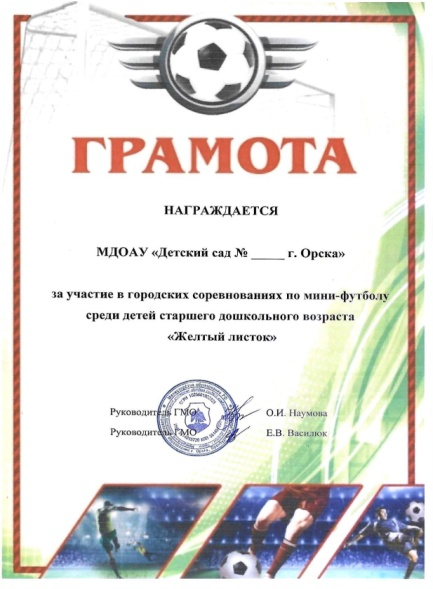 ГРАМОТА
НАГРАЖДАЕТСЯ
МДОАУ «Детский сад № _____ г. Орска»
за участие в городских соревнованиях по мини-футболу
среди детей старшего дошкольного возраста
«Желтый листок»
Руководитель ГМО О.И. Наумова
Руководитель ГМО Е.В. Василюк